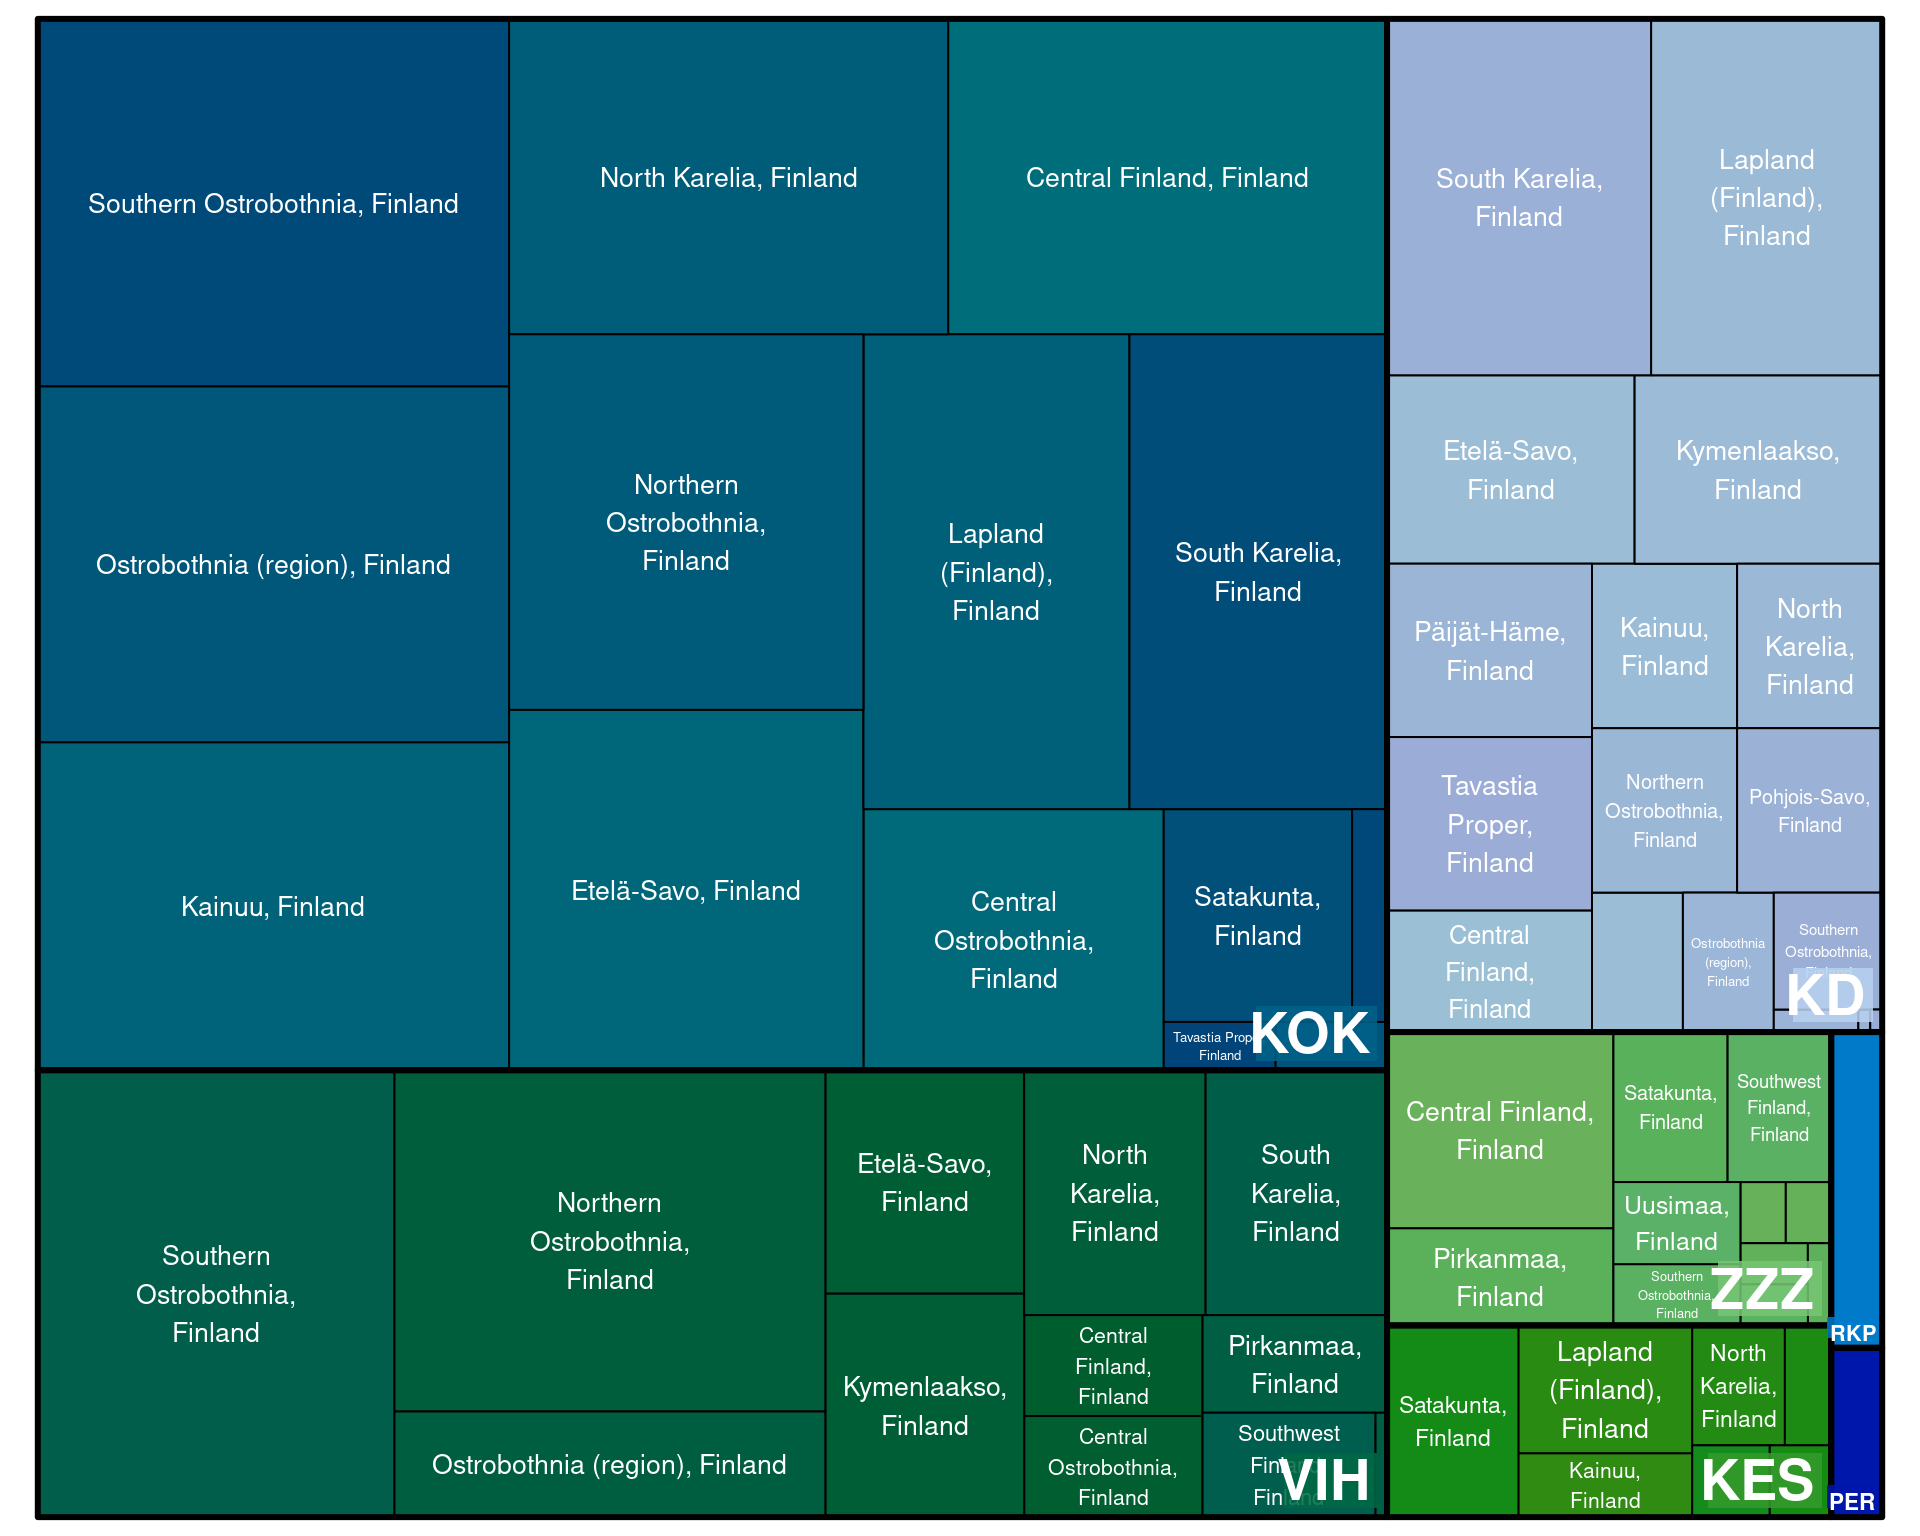 Southern Ostrobothnia, Finland
Ostrobothnia (region), Finland
Kainuu, Finland
North Karelia, Finland
Central Finland, Finland
Northern
Ostrobothnia,
Finland
Lapland
(Finland),
Finland
South Karelia,
Finland
Etelä-Savo, Finland
Central
Ostrobothnia,
Finland
Satakunta,
Finland
Tavastia
Finland
KOK
Southern
Ostrobothnia,
Finland
Northern
Ostrobothnia,
Finland
Ostrobothnia (region), Finland
Etelä-Savo,
Finland
Kymenlaakso,
Finland
North
Karelia,
Finland
South
Karelia,
Finland
Central
Finland,
Finland
Central
Ostrobothnia,
Finland
Pirkanmaa,
Finland
Southwest
Finland,
Finland
VIH
South Karelia,
Finland
Lapland
(Finland),
Finland
Etelä-Savo,
Finland
Kymenlaakso,
Finland
Päijät-Häme,
Finland
Kainuu,
Finland
North
Karelia,
Finland
Tavastia
Proper,
Finland
Northern
Ostrobothnia,
Finland
Pohjois-Savo,
Finland
Central
Finland,
Finland
Ostrobothnia
(region),
Finland
Southern
Ostrobothnia,
KD
Central Finland,
Finland
Satakunta,
Finland
Southwest
Finland,
Finland
Pirkanmaa,
Finland
Uusimaa,
Finland
Southern
Ostrobothnia,
Finland
ZZZ
RKP
Satakunta,
Finland
Lapland
(Finland),
Finland
North
Karelia,
Finland
Kainuu,
Finland
KES
PER